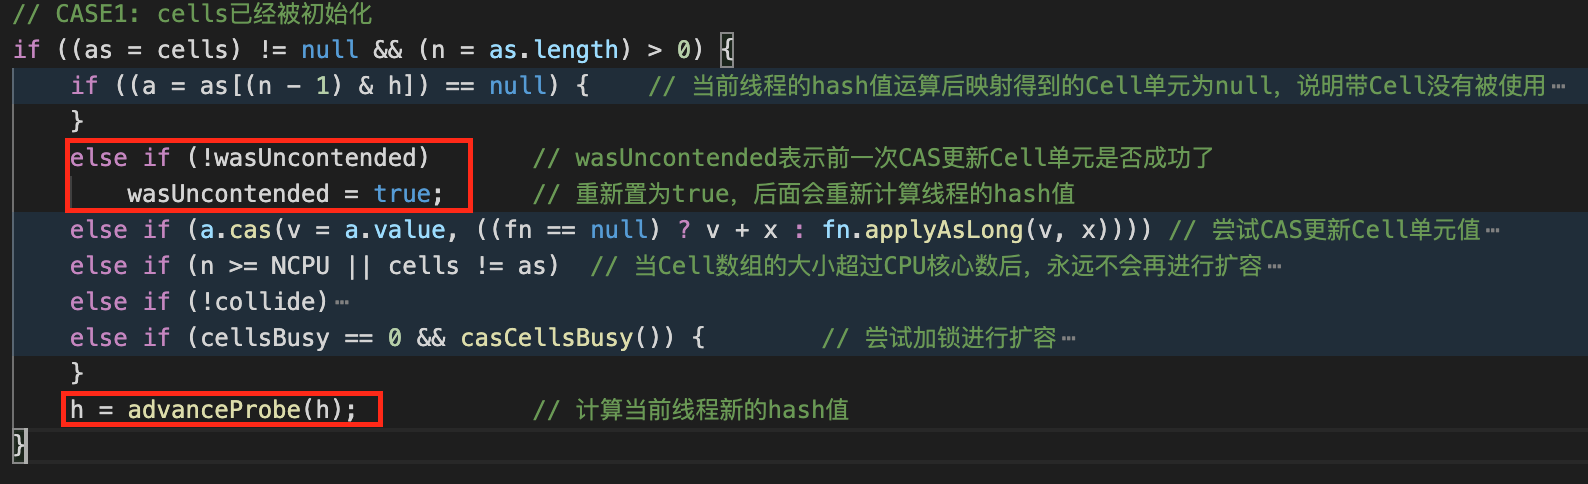 // CASE1: cells已经被初始化
if ((as = cells) != null && (n = as.length) > 0) {
if ((a = as[(n - 1) & h]) == null) { // 当前线程的hash值运算后映射得到的Cell单元为null，说明带Cell没有被使用⋯
}
else if (!wasUncontended) // wasUncontended表示前一次CAS更新Cell单元是否成功了
wasUncontended = true; // 重新置为true，后面会重新计算线程的hash值
else if (a.cas(v = a.value, ((fn == null) ? v + x : fn.applyAsLong(v, x)))) // 尝试CAS更新Cell单元值⋯
else if (n >= NCPU || cells != as) // 当Cell数组的大小超过CPU核心数后，永远不会再进行扩容⋯
else if (!collide)⋯
else if (cellsBusy == 0 && casCellsBusy()) { // 尝试加锁进行扩容⋯
}
h = advanceProbe(h); // 计算当前线程新的hash值
}